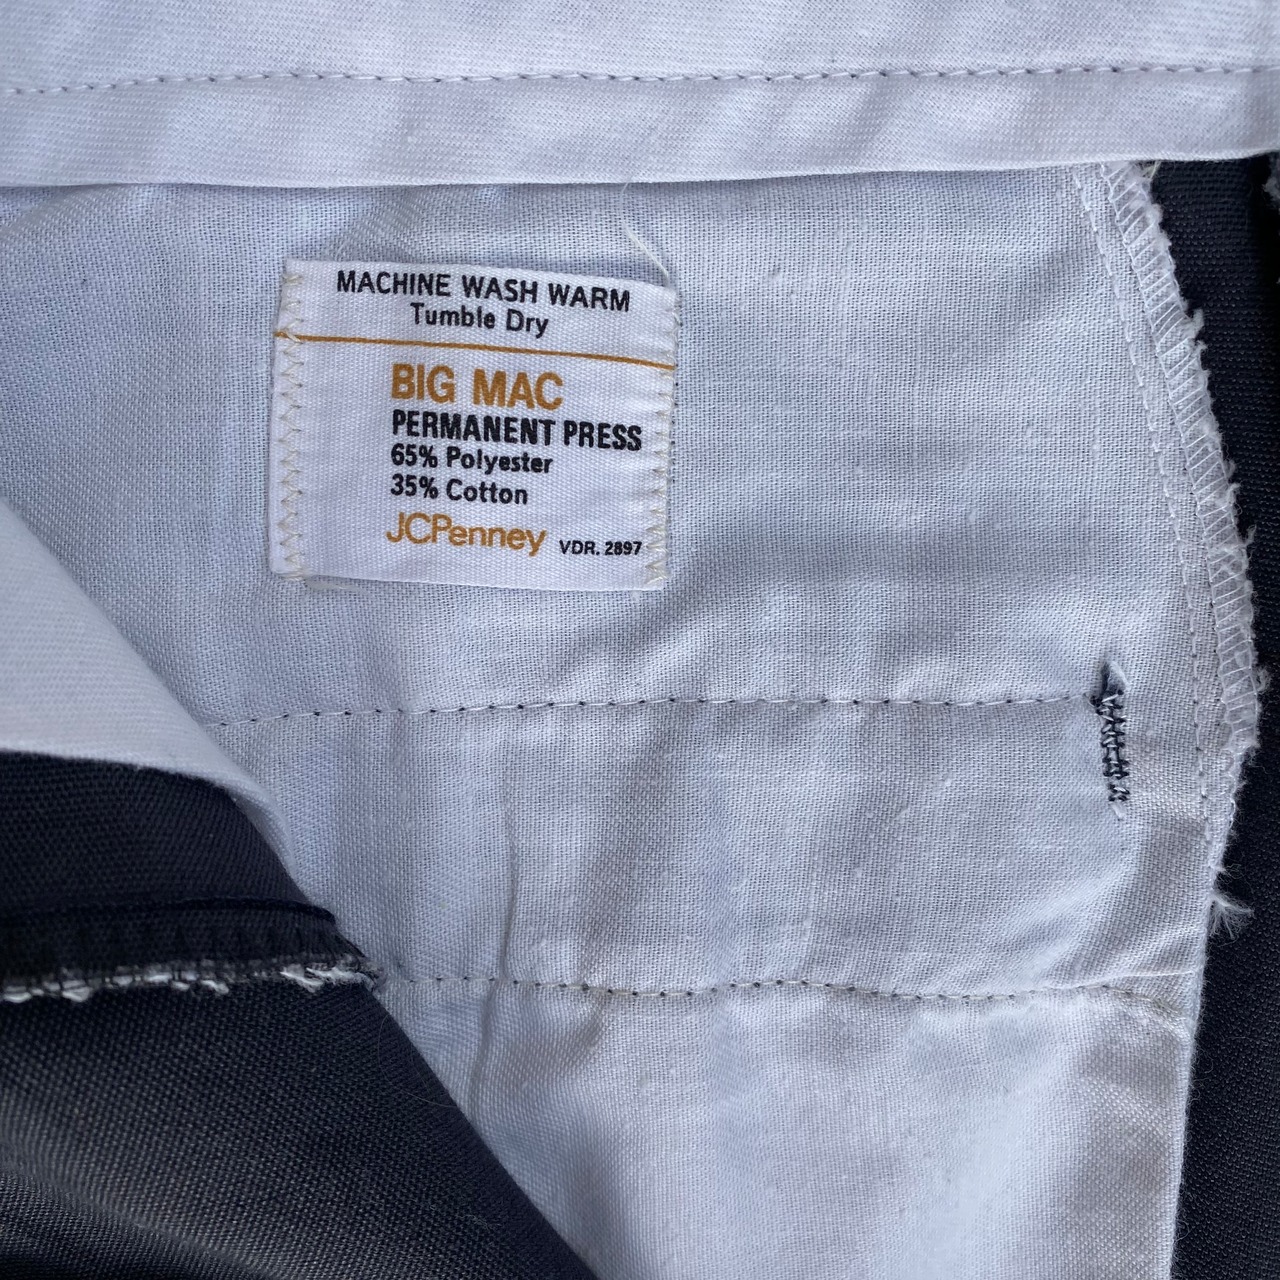 MACHINE WASH WARM
Tumble Dry
BIG MAC
PERMANENT PRESS
65% Polyester
35% Cotton
JCPenney VDR. 2897